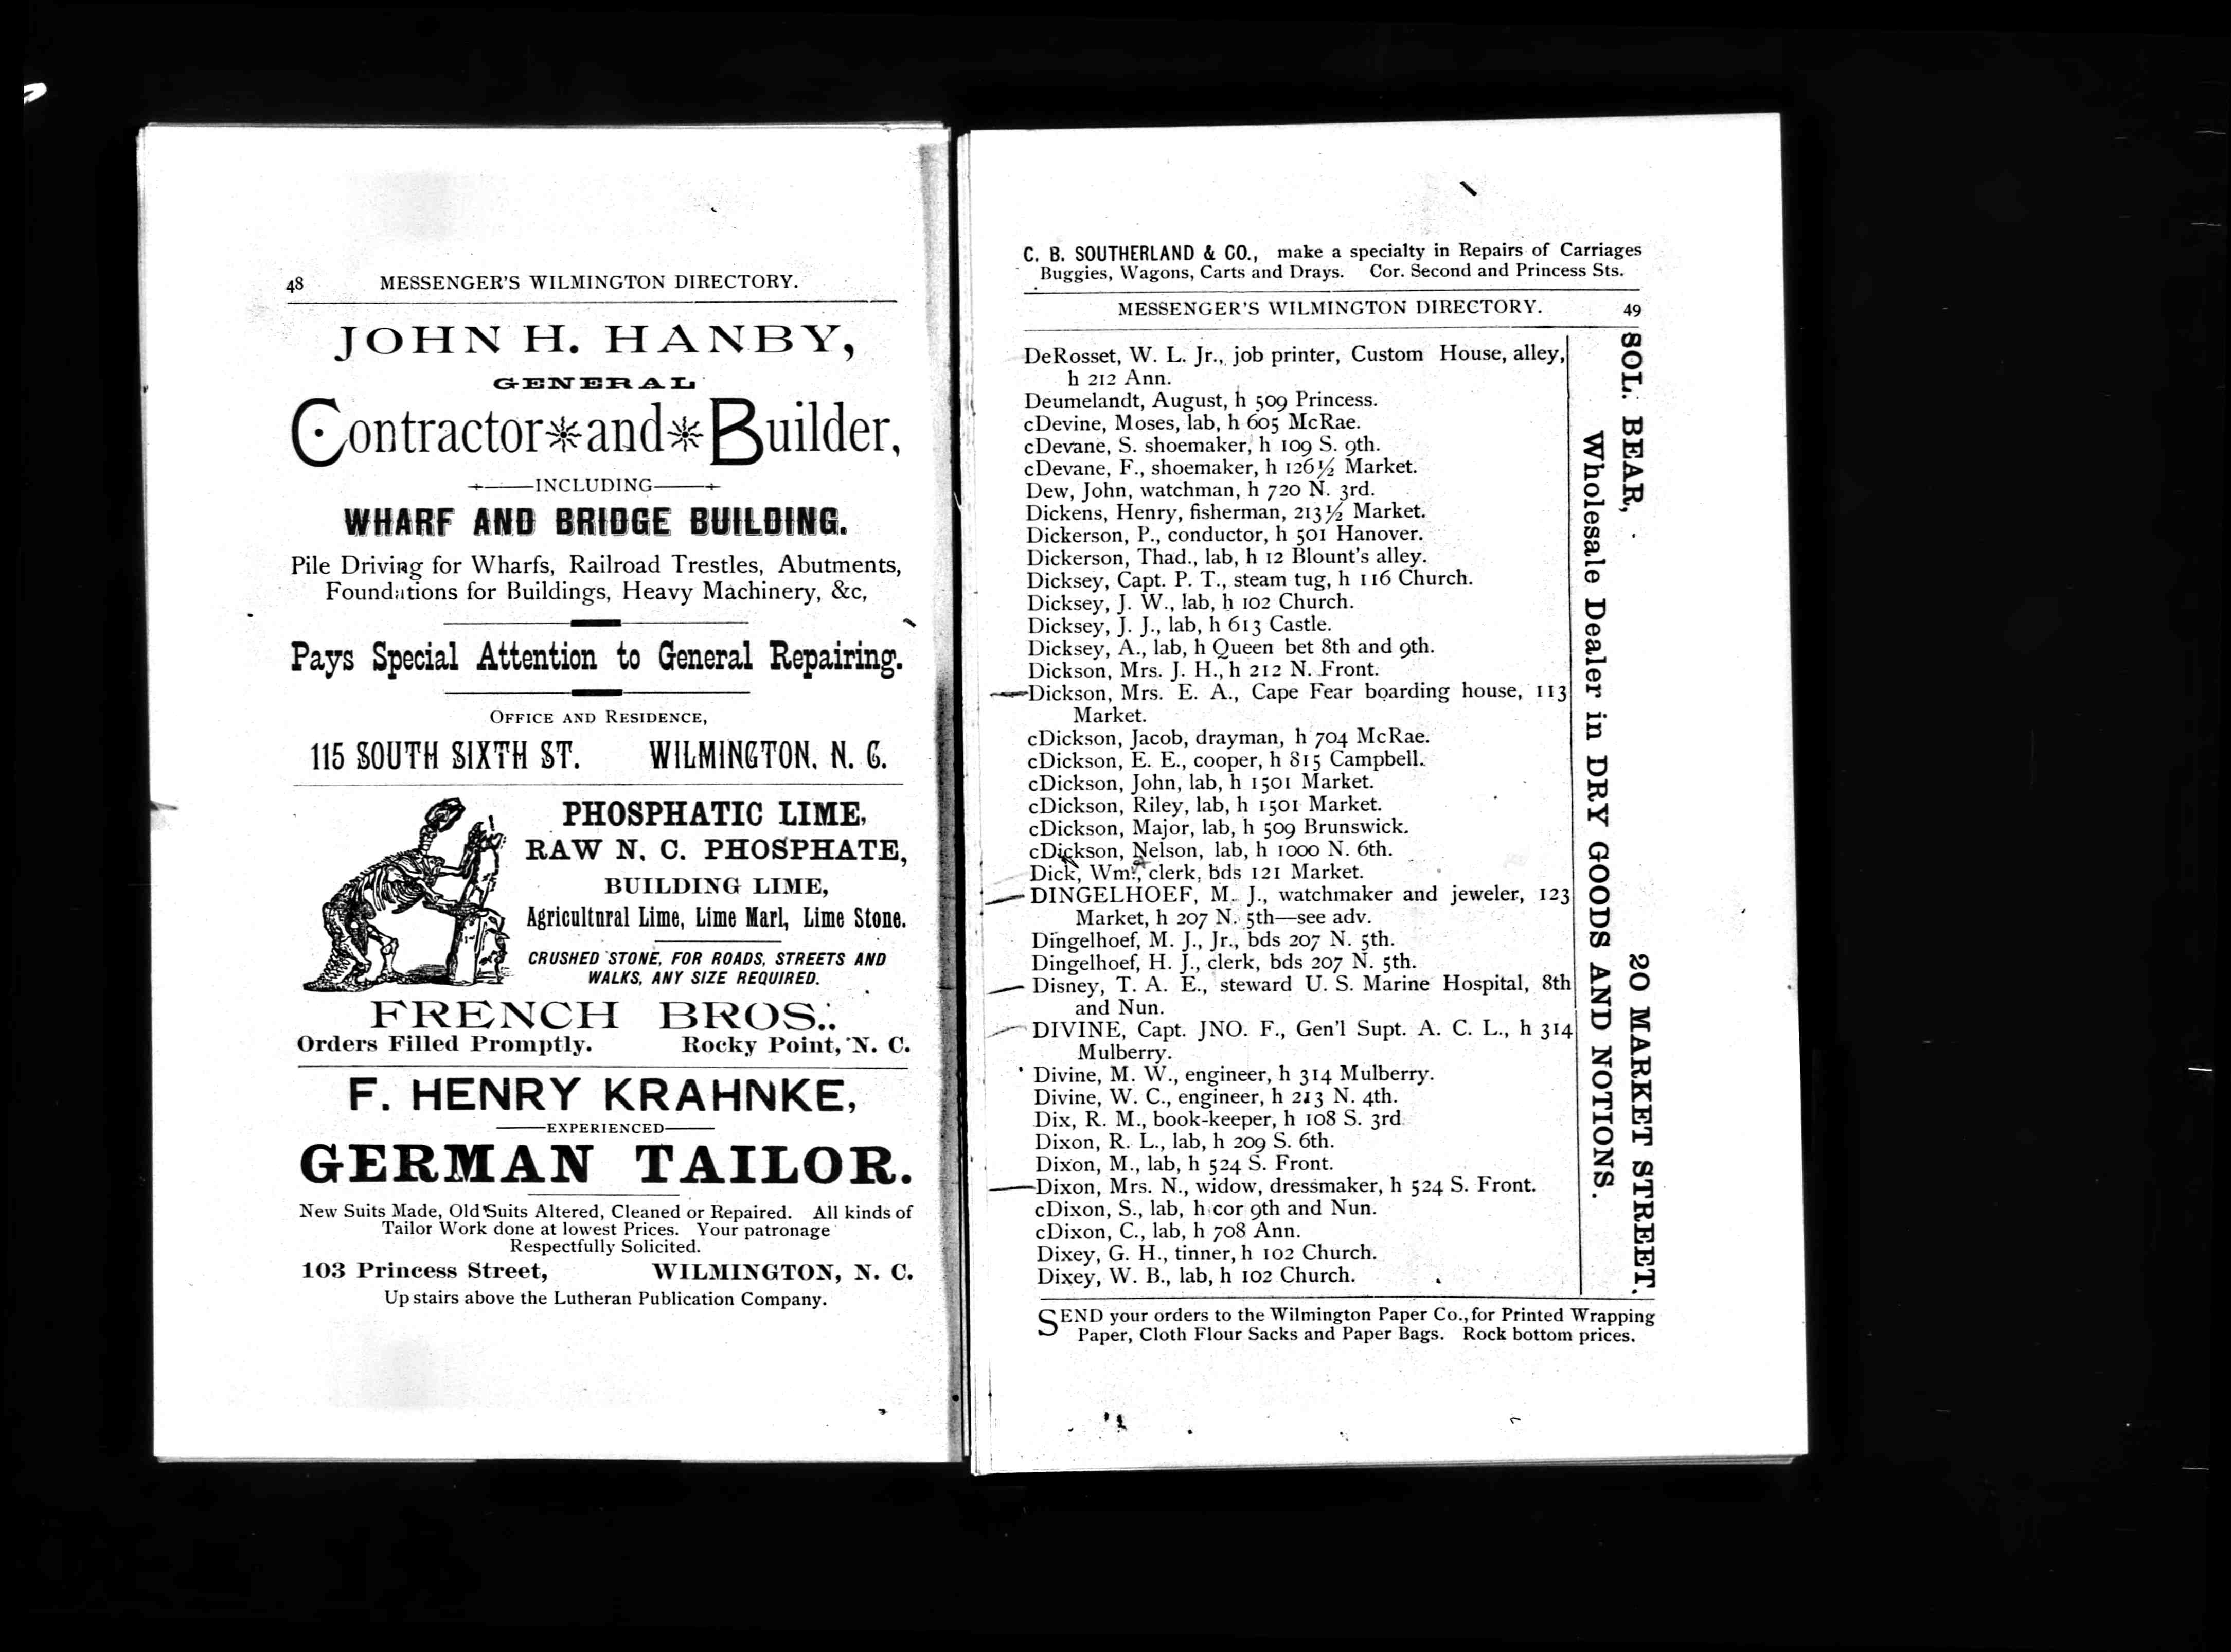 48 MESSENGER'S WILMINGTON DIRECTORY.
JOHN H. HANBY,
GENERAL
Contractor and Builder,
INCLUDING
WHARF AND BRIDGE BUILDING.
Pile Driving for Wharfs, Railroad Trestles, Abutments,
Foundations for Buildings, Heavy Machinery, &c,
Pays Special Attention to General Repairing.
OFFICE AND RESIDENCE,
115 SOUTH SIXTH ST. WILMINGTON, N. C.
PHOSPHATIC LIME,
RAW N. C. PHOSPHATE,
BUILDING LIME,
Agricultnral Lime, Lime Marl, Lime Stone.
CRUSHED STONE, FOR ROADS, STREETS AND
WALKS, ANY SIZE REQUIRED.
FRENCH BROS.
Orders Filled Promptly. Rocky Point, N. C.
F. HENRY KRAHNKE,
EXPERIENCED
GERMAN TAILOR.
New Suits Made, Old Suits Altered, Cleaned or Repaired. All kinds of
Tailor Work done at lowest Prices. Your patronage
Respectfully Solicited.
103 Princess Street, WILMINGTON, N. C.
Up stairs above the Lutheran Publication Company.
C. B. SOUTHERLAND & CO., make a specialty in Repairs of Carriages
Buggies, Wagons, Carts and Drays. Cor. Second and Princess Sts.
MESSENGER'S WILMINGTON DIRECTORY. 49
DeRosset, W. L. Jr., job printer, Custom House, alley,
h 212 Ann.
Deumelandt, August, h 509 Princess.
cDevine, Moses, lab, h 605 McRae.
cDevane, S. shoemaker, h 109 S. 9th.
cDevane, F., shoemaker, h 126½ Market.
Dew, John, watchman, h 720 N. 3rd.
Dickens, Henry, fisherman, 213½ Market.
Dickerson, P., conductor, h 501 Hanover.
Dickerson, Thad., lab, h 12 Blount's alley.
Dicksey, Capt. P. T., steam tug, h 116 Church.
Dicksey, J. W., lab, h 102 Church.
Dicksey, J. J., lab, h 613 Castle.
Dicksey, A., lab, h Queen bet 8th and 9th.
Dickson, Mrs. J. H., h 212 N. Front.
Dickson, Mrs. E. A., Cape Fear boarding house, 113
Market.
cDickson, Jacob, drayman, h 704 McRae.
cDickson, E. E., cooper, h 815 Campbell.
cDickson, John, lab, h 1501 Market.
cDickson, Riley, lab, h 1501 Market.
cDickson, Major, lab, h 509 Brunswick.
cDickson, Nelson, lab, h 1000 N. 6th.
Dick, Wm., clerk, bds 121 Market.
DINGELHOEF, M. J., watchmaker and jeweler, 123
Market, h 207 N. 5th—see adv.
Dingelhoef, M. J., Jr., bds 207 N. 5th.
Dingelhoef, H. J., clerk, bds 207 N. 5th.
Disney, T. A. E., steward U. S. Marine Hospital, 8th
and Nun.
DIVINE, Capt. JNO. F., Gen'l Supt. A. C. L., h 314
Mulberry.
Divine, M. W., engineer, h 314 Mulberry.
Divine, W. C., engineer, h 213 N. 4th.
Dix, R. M., book-keeper, h 108 S. 3rd
Dixon, R. L., lab, h 209 S. 6th.
Dixon, M., lab, h 524 S. Front.
Dixon, Mrs. N., widow, dressmaker, h 524 S. Front.
cDixon, S., lab, h cor 9th and Nun.
cDixon, C., lab, h 708 Ann.
Dixey, G. H., tinner, h 102 Church.
Dixey, W. B., lab, h 102 Church.
SEND your orders to the Wilmington Paper Co., for Printed Wrapping
Paper, Cloth Flour Sacks and Paper Bags. Rock bottom prices.
SOL. BEAR, 20 MARKET STREET.
Wholesale Dealer in DRY GOODS AND NOTIONS.